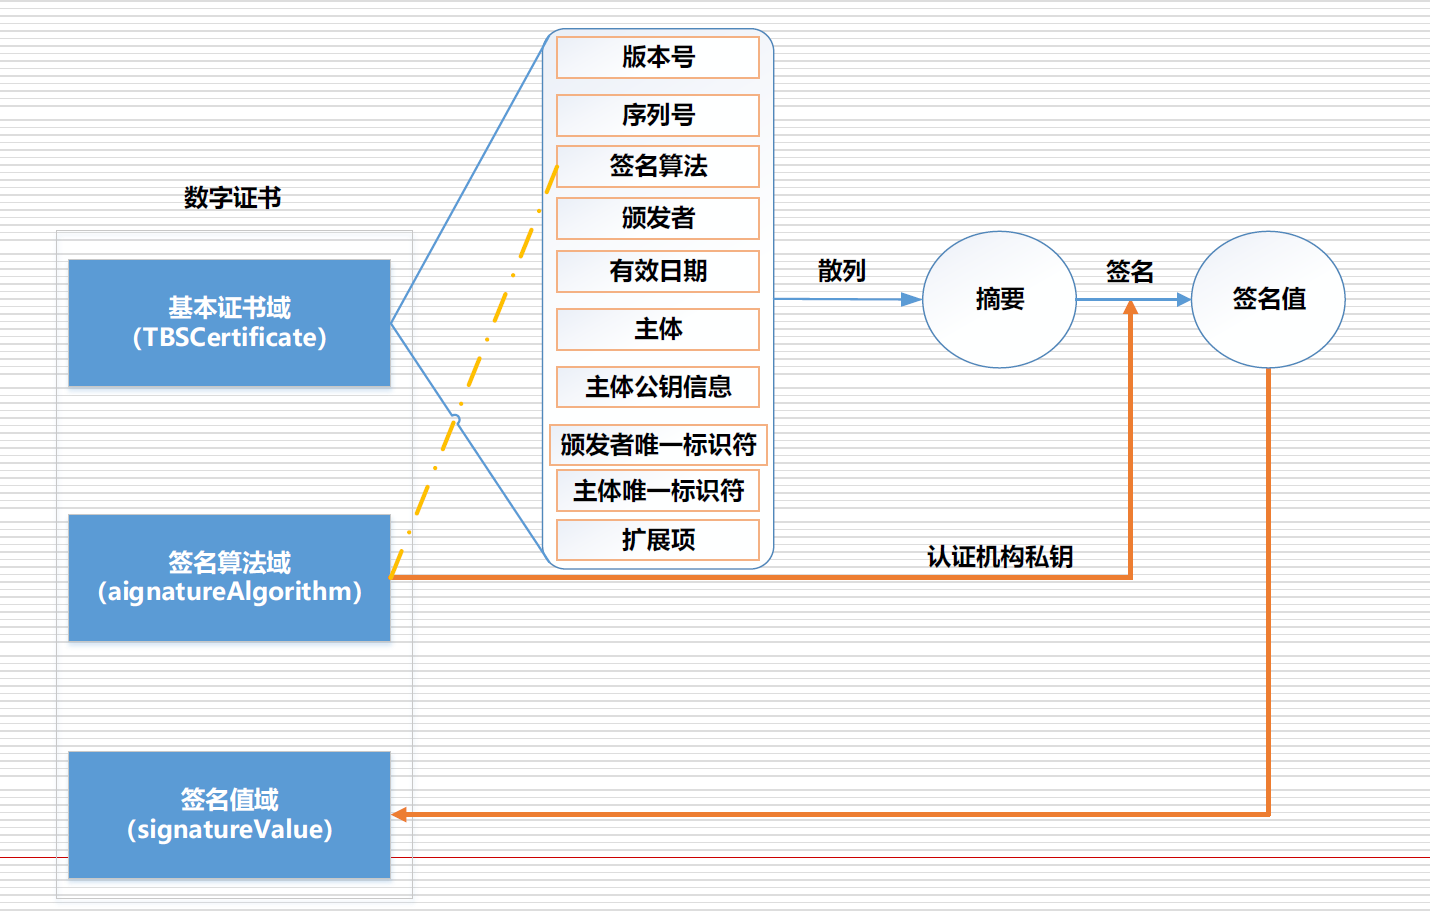 数字证书
基本证书域
(TBSCertificate)
签名算法域
(aignatureAlgorithm)
签名值域
(signatureValue)
版本号
序列号
签名算法
颁发者
有效日期
主体
主体公钥信息
颁发者唯一标识符
主体唯一标识符
扩展项
散列
摘要
签名
签名值
认证机构私钥